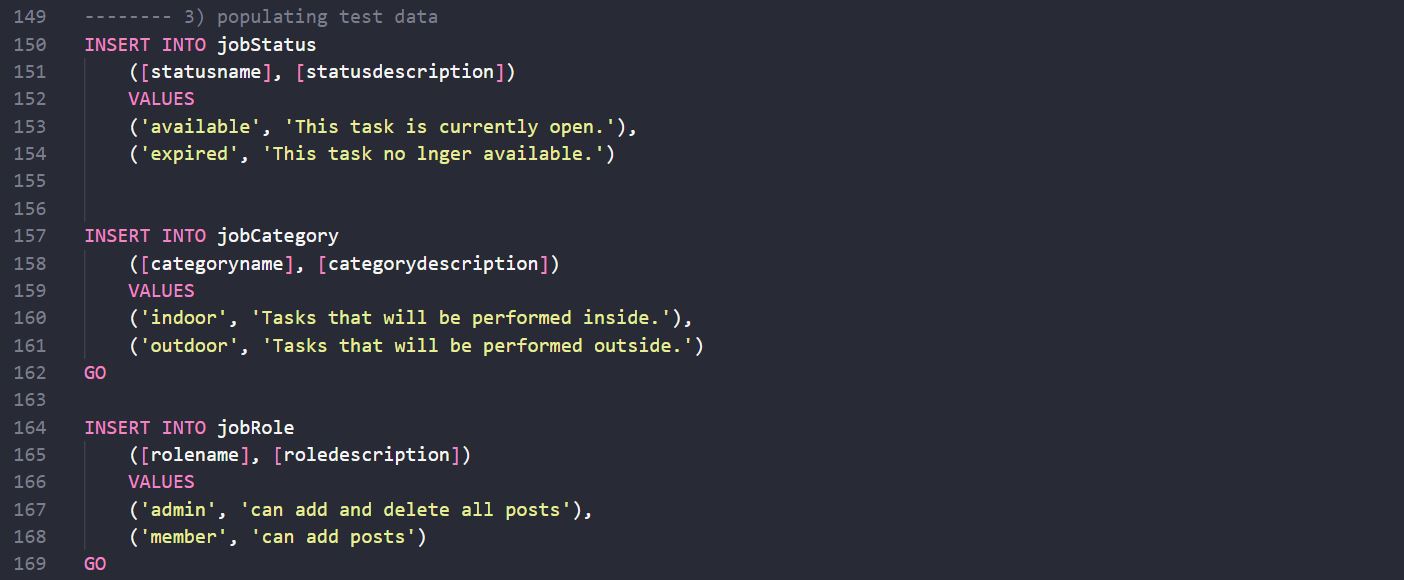 149 -------- 3) populating test data
150 INSERT INTO jobStatus
151 ([statusname], [statusdescription])
152 VALUES
153 ('available', 'This task is currently open.'),
154 ('expired', 'This task no lnger available.')
155
156
157 INSERT INTO jobCategory
158 ([categoryname], [categorydescription])
159 VALUES
160 ('indoor', 'Tasks that will be performed inside.'),
161 ('outdoor', 'Tasks that will be performed outside.')
162 GO
163
164 INSERT INTO jobRole
165 ([rolename], [roledescription])
166 VALUES
167 ('admin', 'can add and delete all posts'),
168 ('member', 'can add posts')
169 GO